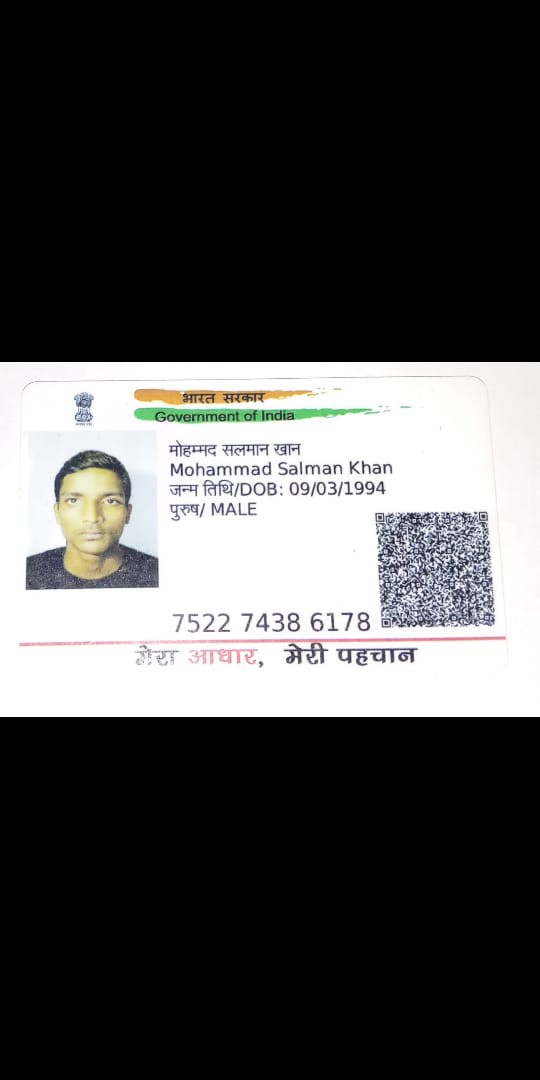 भारत सरकार
Government of India
मोहम्मद सलमान खान
Mohammad Salman Khan
जन्म तिथि/DOB: 09/03/1994
पुरुष/ MALE
7522 7438 6178
मेरा आधार, मेरी पहचान